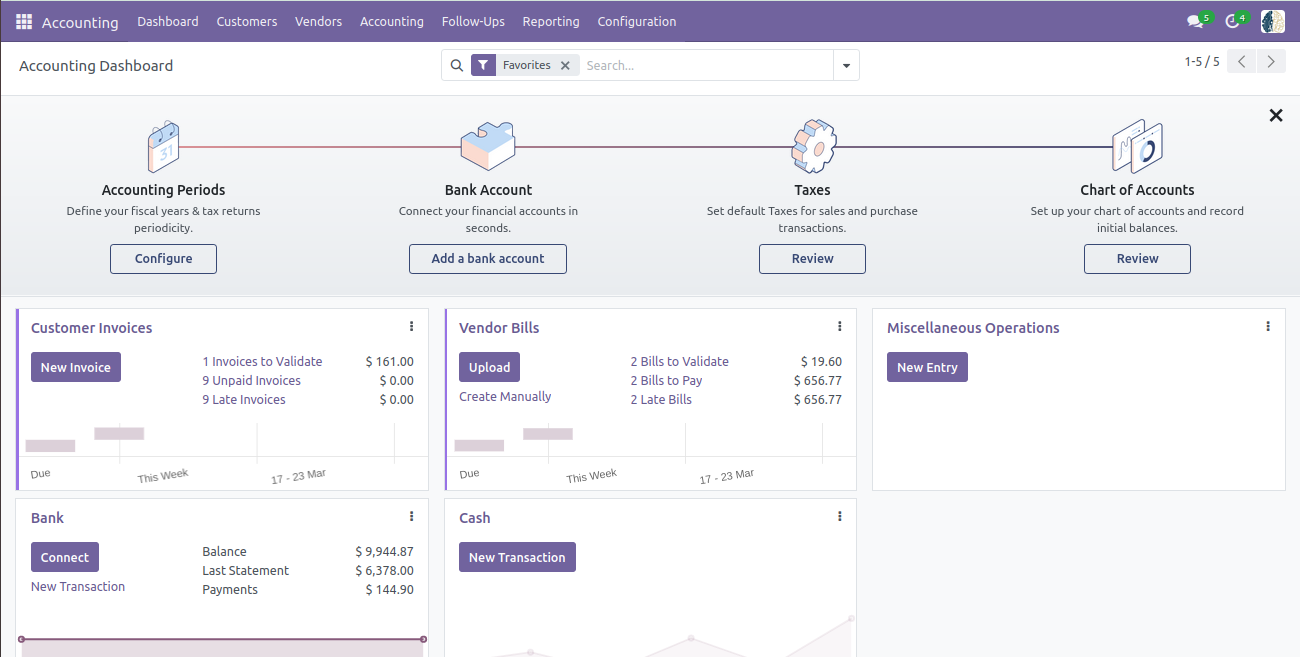 Accounting Dashboard Customers Vendors Accounting Follow-Ups Reporting Configuration 5 4
Accounting Dashboard Favorites Search... 1-5 / 5
31
Accounting Periods
Define your fiscal years & tax returns
periodicity.
Configure
Bank Account
Connect your financial accounts in
seconds.
Add a bank account
Taxes
Set default Taxes for sales and purchase
transactions.
Review
Chart of Accounts
Set up your chart of accounts and record
initial balances.
Review
Customer Invoices
New Invoice
1 Invoices to Validate $ 161.00
9 Unpaid Invoices $ 0.00
9 Late Invoices $ 0.00
Due This Week 17 - 23 Mar
Vendor Bills
Upload
Create Manually
2 Bills to Validate $ 19.60
2 Bills to Pay $ 656.77
2 Late Bills $ 656.77
Due This Week 17 - 23 Mar
Miscellaneous Operations
New Entry
Bank
Connect
New Transaction
Balance $ 9,944.87
Last Statement $ 6,378.00
Payments $ 144.90
Cash
New Transaction